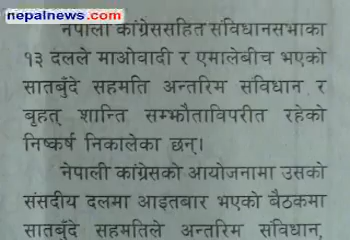 nepalnews.com
नेपाली कांग्रेससहित संविधानसभाका
१३ दलले माओवादी र एमालेबीच भएको
सातबुँदे सहमति अन्तरिम संविधान र
बृहत् शान्ति सम्झौताविपरीत रहेको
निष्कर्ष निकालेका छन्।
नेपाली कांग्रेसको आयोजनामा उसको
संसदीय दलमा आइतबार भएको बैठकमा
सातबुँदे सहमतिले अन्तरिम संविधान,